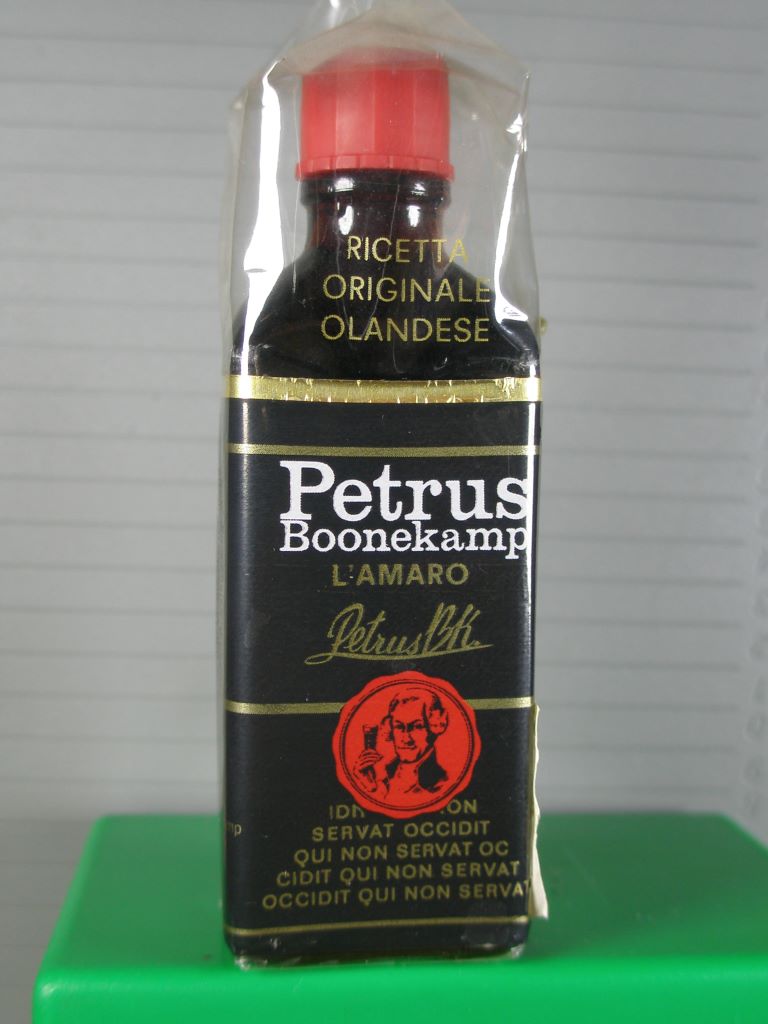 RICETTA
ORIGINALE
OLANDESE
Petrus
Boonekamp
L'AMARO
Petrus BK.
SERVAT OCCIDIT
QUI NON SERVAT OC
CIDIT QUI NON SERVAT
OCCIDIT QUI NON SERVAT